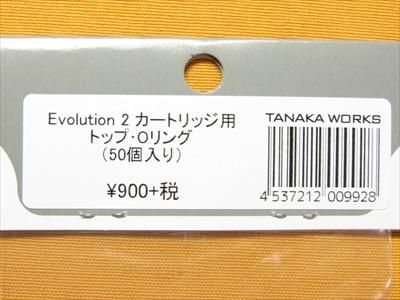 Evolution 2 カートリッジ用
トップ・Oリング
(50個入り)
¥900+税
TANAKA WORKS
4 537212 009928